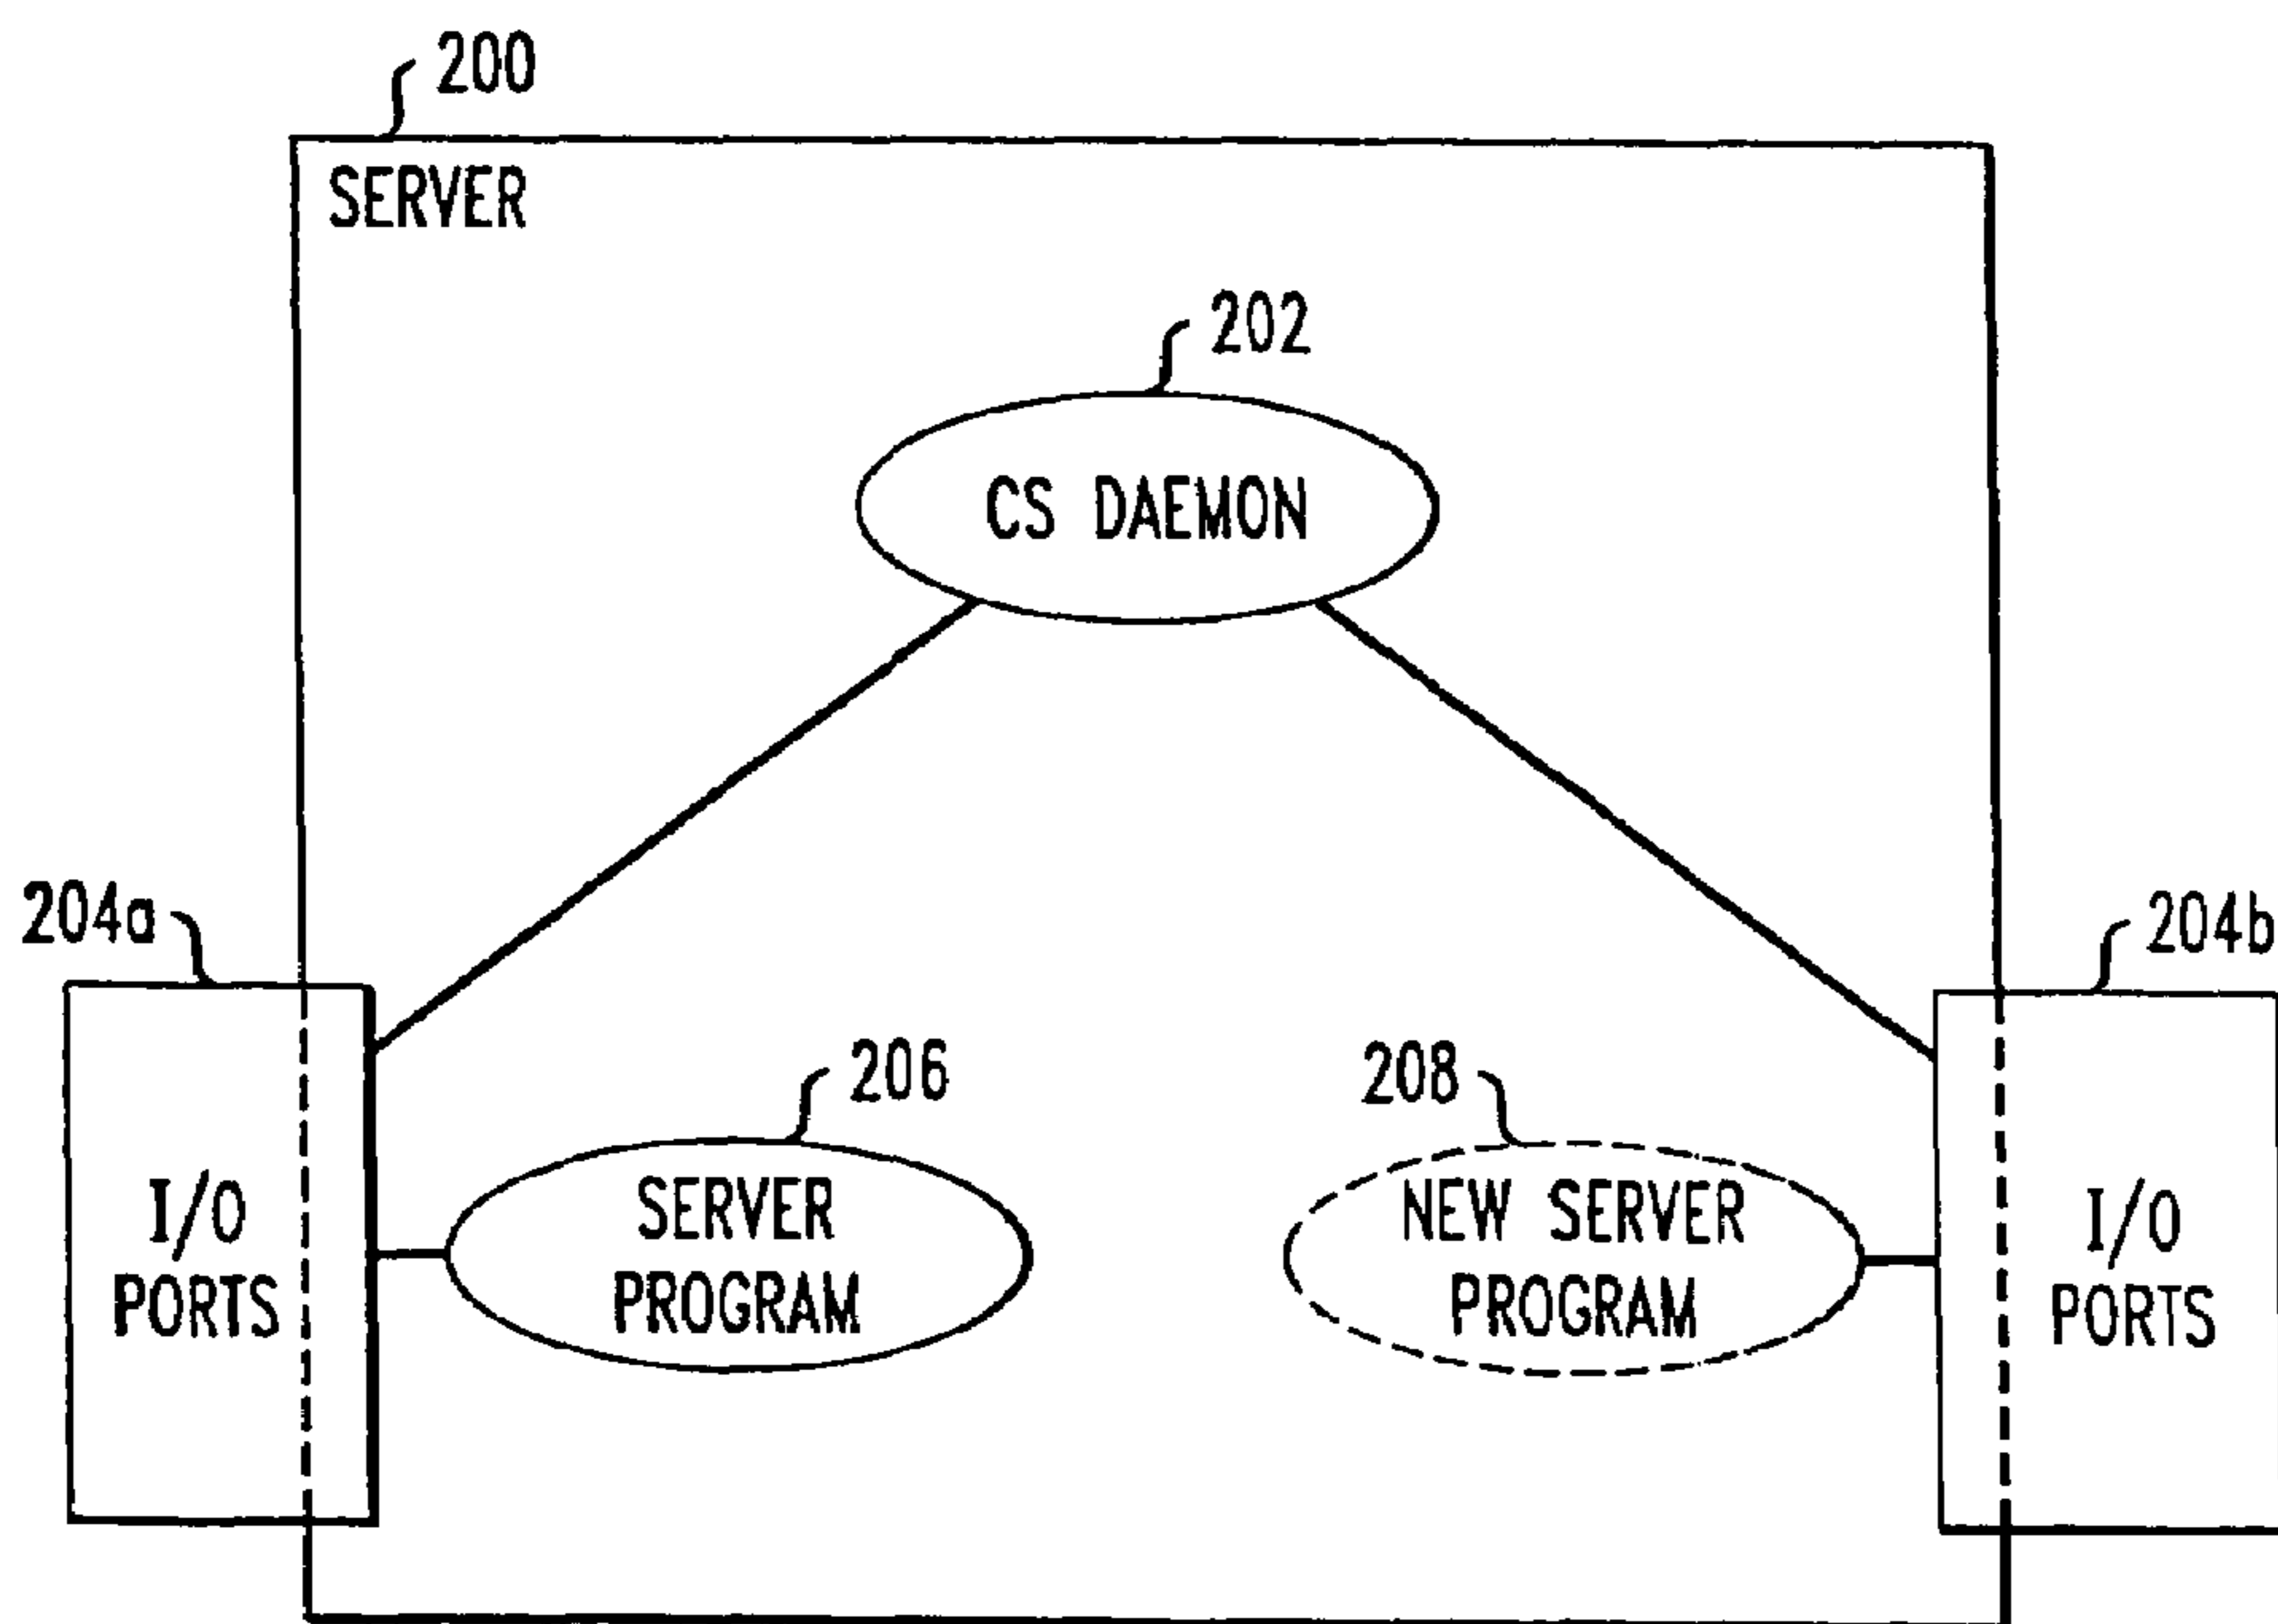 200
SERVER
202
CS DAEMON
204a
204b
206
208
SERVER
PROGRAM
NEW SERVER
PROGRAM
I/O
PORTS
I/O
PORTS